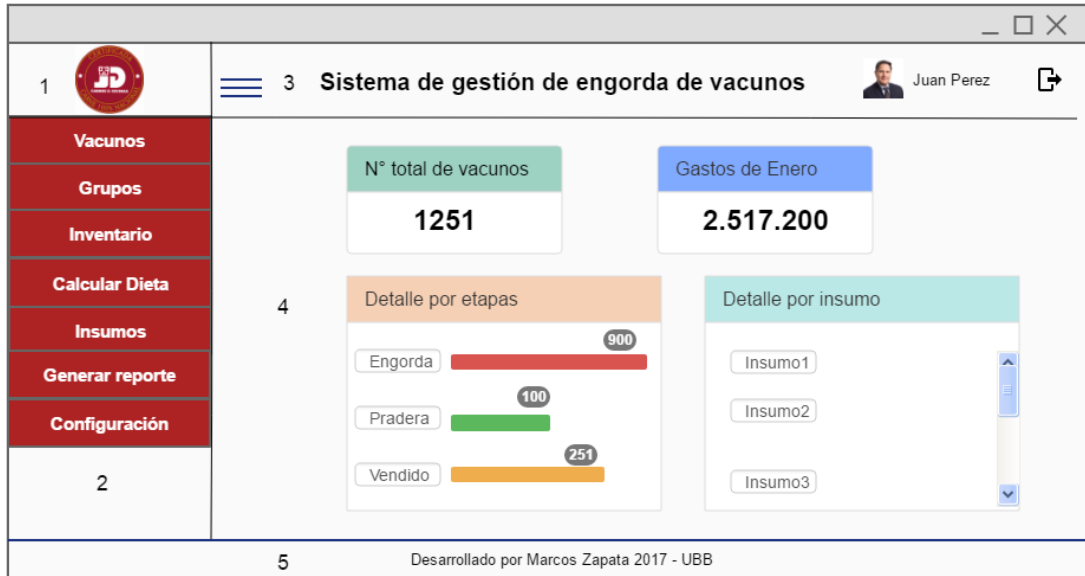 1
JD
3
Sistema de gestión de engorda de vacunos
Juan Perez
Vacunos
Grupos
Inventario
Calcular Dieta
Insumos
Generar reporte
Configuración
2
N° total de vacunos
1251
Gastos de Enero
2.517.200
4
Detalle por etapas
Engorda
900
Pradera
100
Vendido
251
Detalle por insumo
Insumo1
Insumo2
Insumo3
5
Desarrollado por Marcos Zapata 2017 - UBB